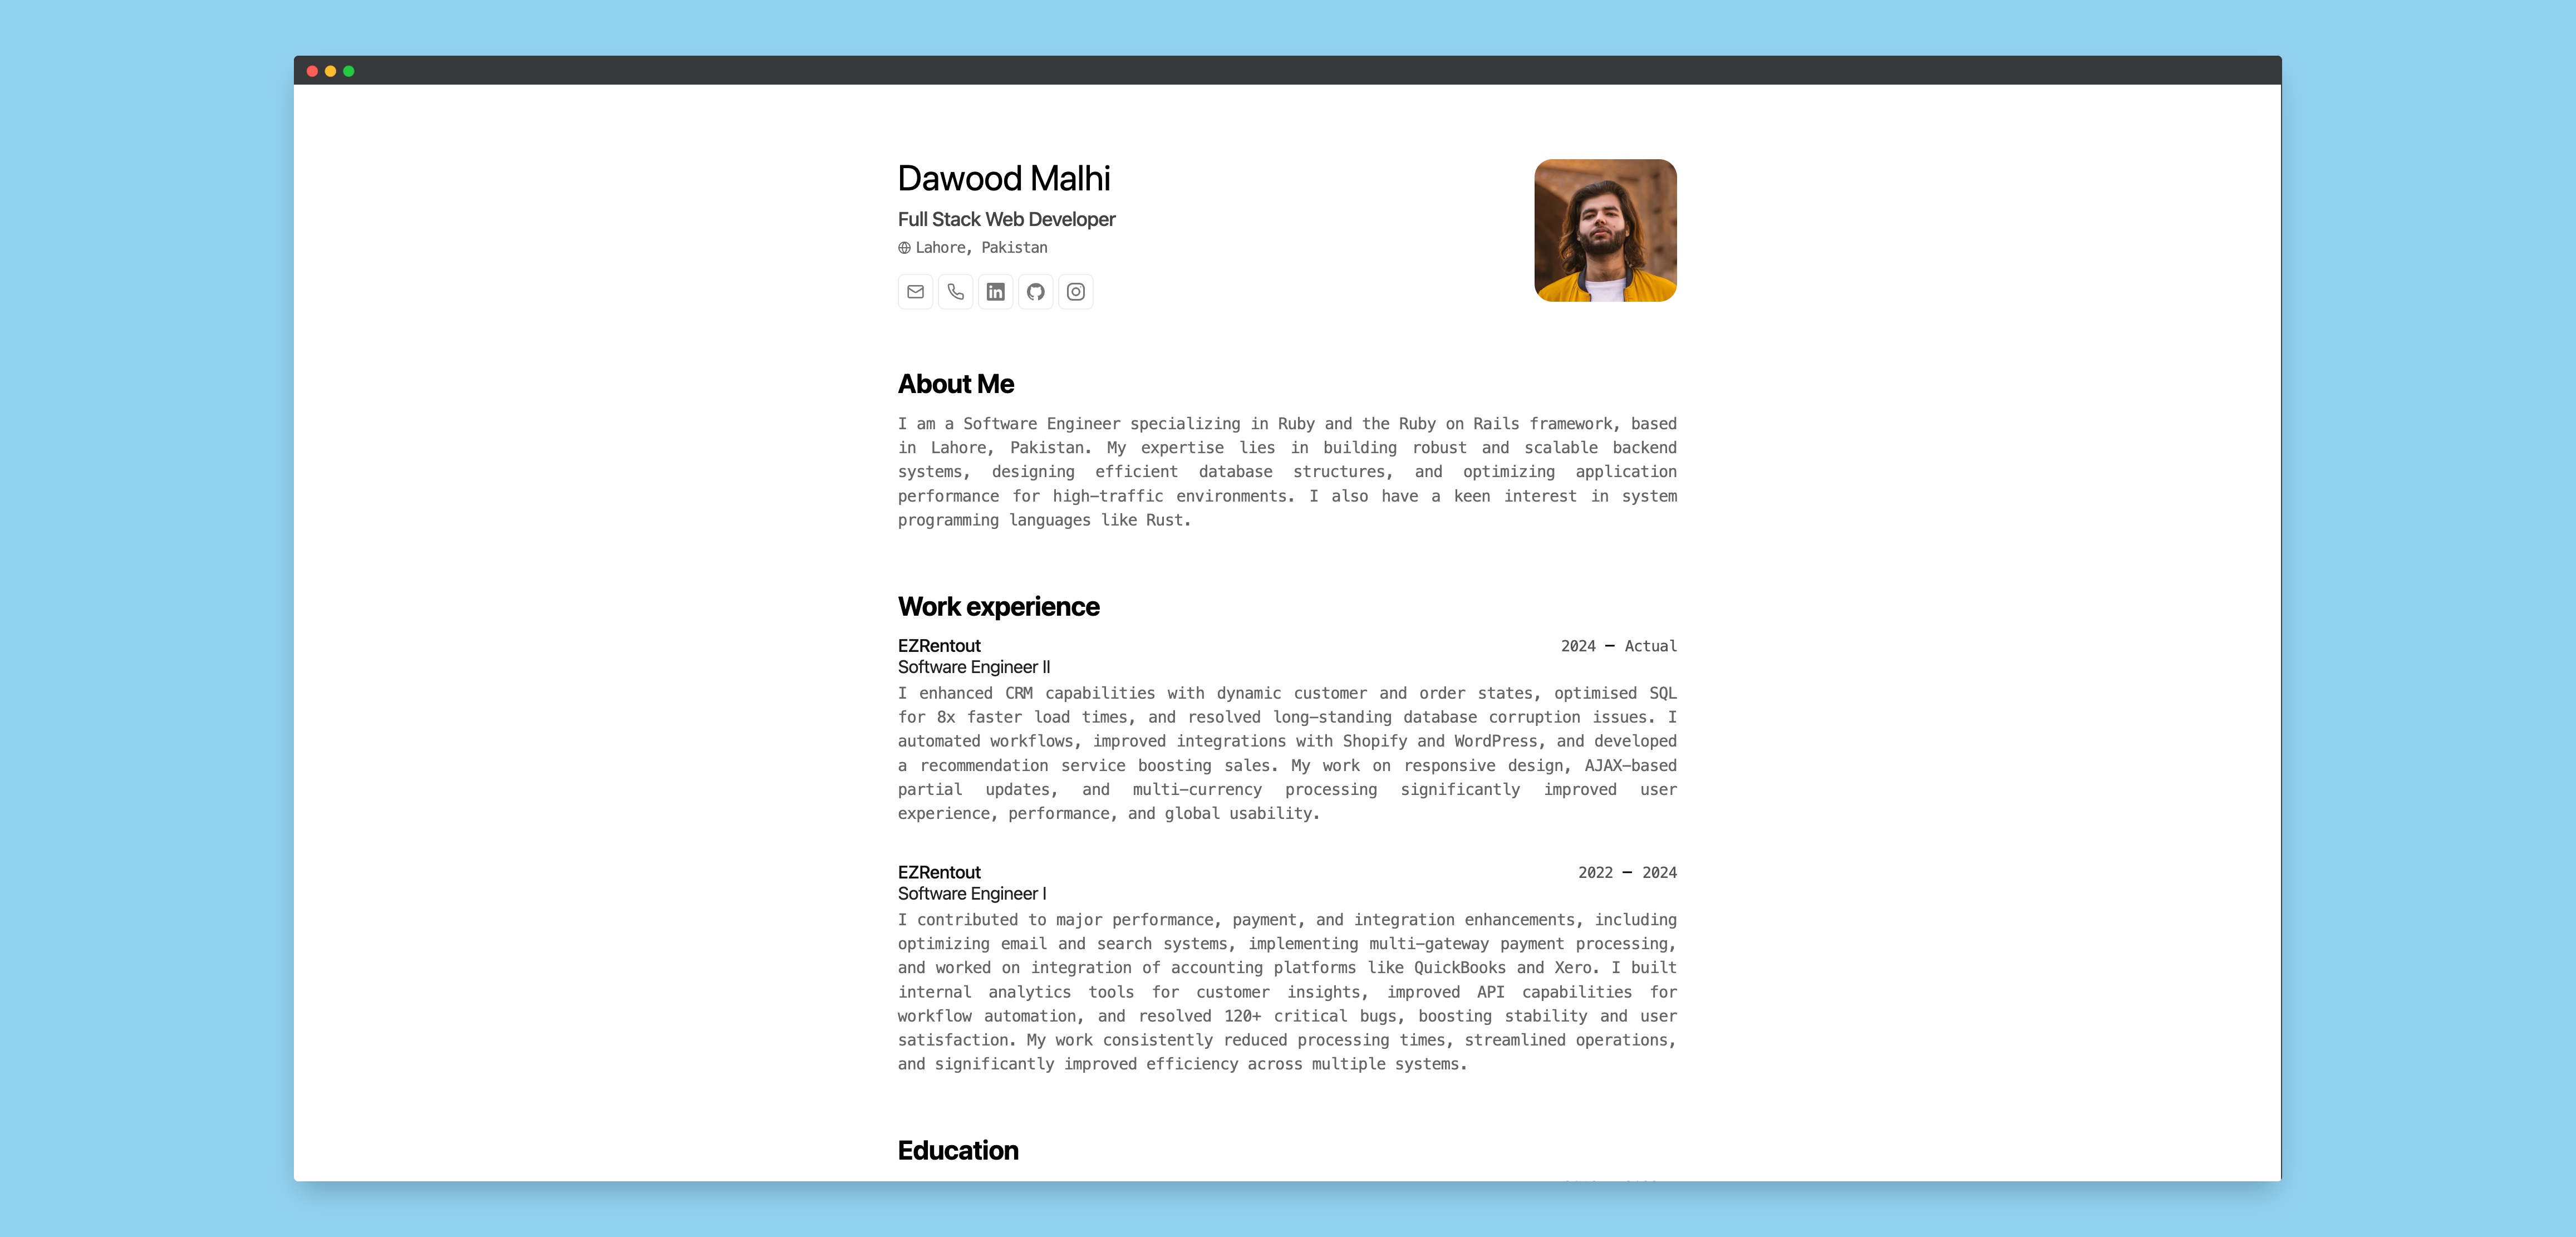 Dawood Malhi
Full Stack Web Developer
Lahore, Pakistan
About Me
I am a Software Engineer specializing in Ruby and the Ruby on Rails framework, based
in Lahore, Pakistan. My expertise lies in building robust and scalable backend
systems, designing efficient database structures, and optimizing application
performance for high-traffic environments. I also have a keen interest in system
programming languages like Rust.
Work experience
EZRentout 2024 — Actual
Software Engineer II
I enhanced CRM capabilities with dynamic customer and order states, optimised SQL
for 8x faster load times, and resolved long-standing database corruption issues. I
automated workflows, improved integrations with Shopify and WordPress, and developed
a recommendation service boosting sales. My work on responsive design, AJAX-based
partial updates, and multi-currency processing significantly improved user
experience, performance, and global usability.
EZRentout 2022 — 2024
Software Engineer I
I contributed to major performance, payment, and integration enhancements, including
optimizing email and search systems, implementing multi-gateway payment processing,
and worked on integration of accounting platforms like QuickBooks and Xero. I built
internal analytics tools for customer insights, improved API capabilities for
workflow automation, and resolved 120+ critical bugs, boosting stability and user
satisfaction. My work consistently reduced processing times, streamlined operations,
and significantly improved efficiency across multiple systems.
Education